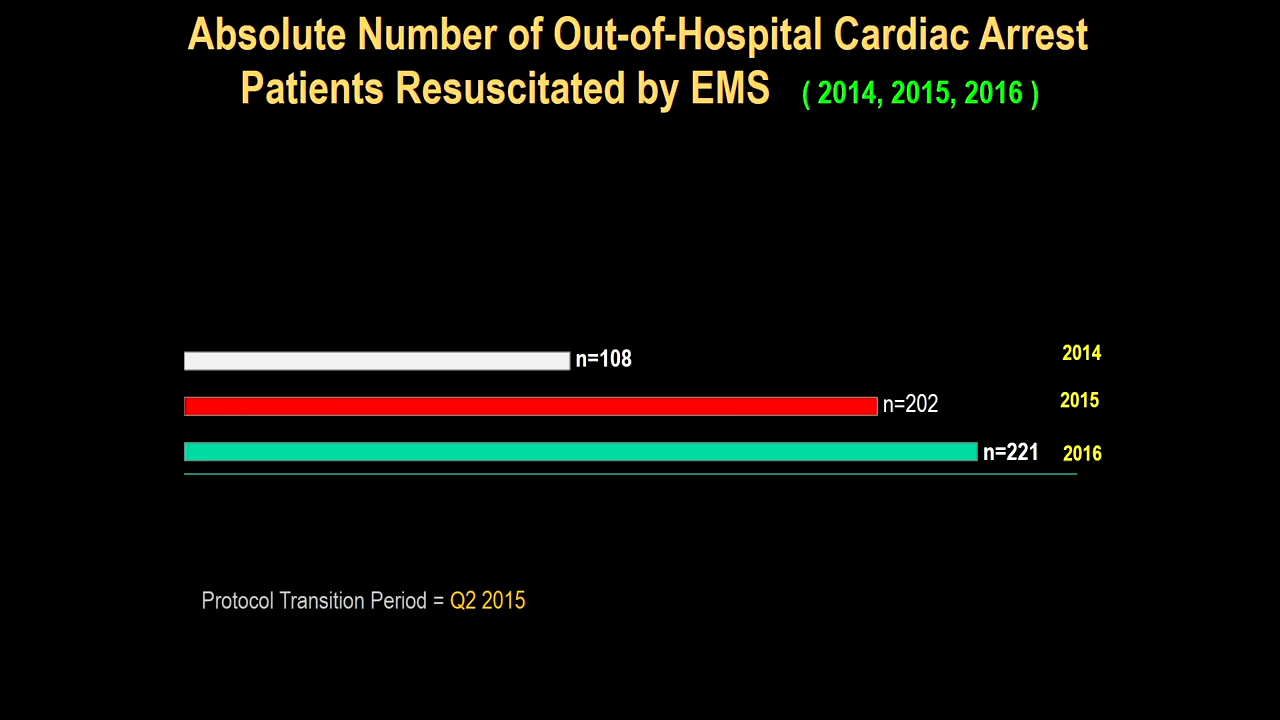 Absolute Number of Out-of-Hospital Cardiac Arrest
Patients Resuscitated by EMS ( 2014, 2015, 2016 )
n=108 2014
n=202 2015
n=221 2016
Protocol Transition Period = Q2 2015